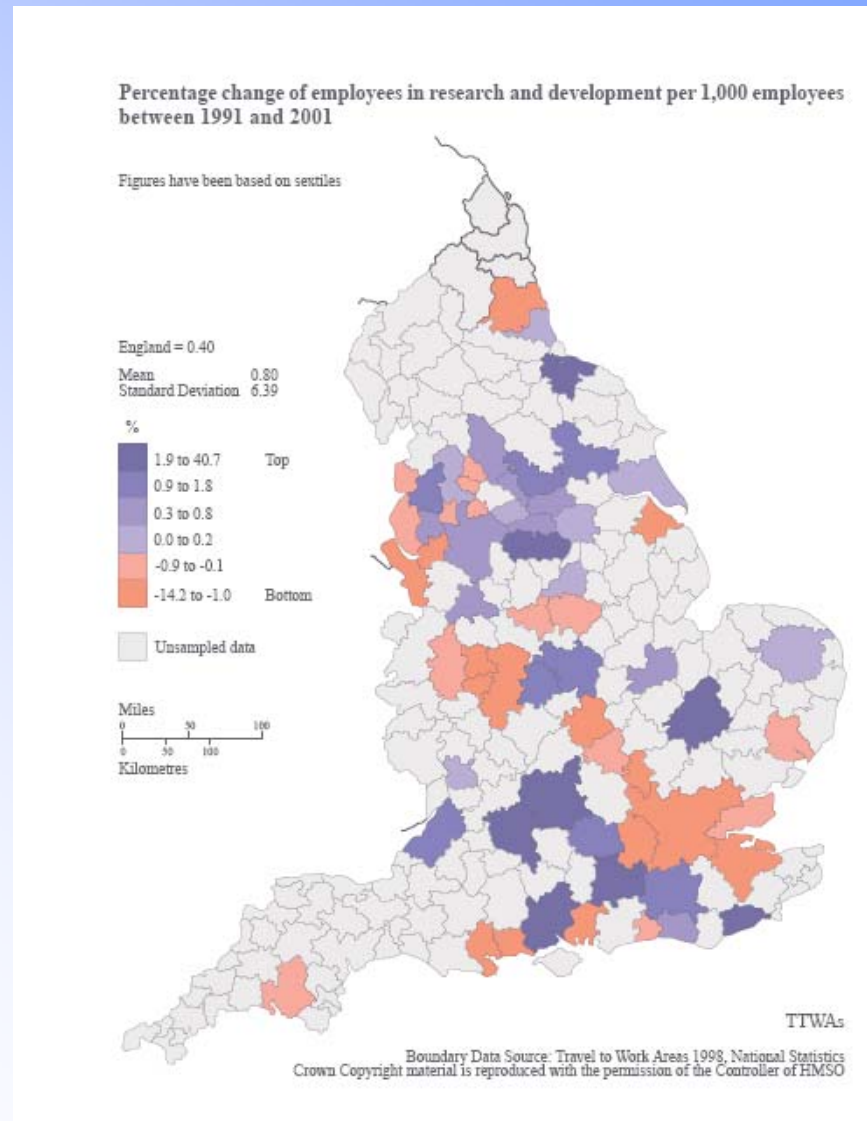 Percentage change of employees in research and development per 1,000 employees
between 1991 and 2001
Figures have been based on sextiles
England = 0.40
Mean 0.80
Standard Deviation 6.39
%
1.9 to 40.7 Top
0.9 to 1.8
0.3 to 0.8
0.0 to 0.2
-0.9 to -0.1
-14.2 to -1.0 Bottom
Unsampled data
Miles
0 50 100
0 50 100
Kilometres
TTWAs
Boundary Data Source: Travel to Work Areas 1998, National Statistics
Crown Copyright material is reproduced with the permission of the Controller of HMSO